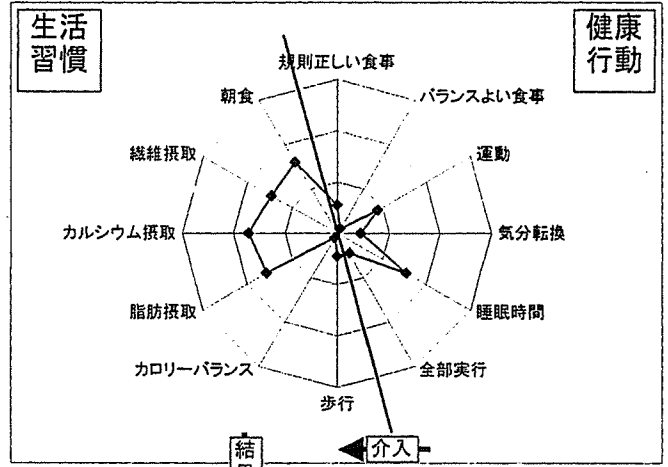 生活
習慣
健康
行動
規則正しい食事
朝食
バランスよい食事
繊維摂取
運動
カルシウム摂取
気分転換
脂肪摂取
睡眠時間
カロリーバランス
全部実行
歩行
介入
結
果